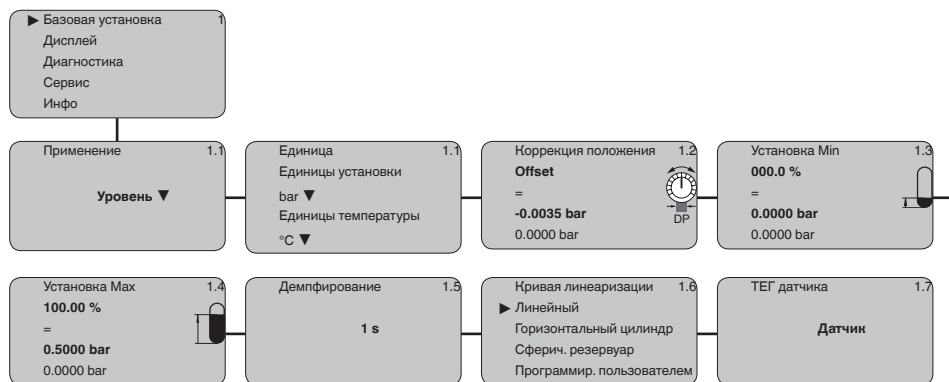 ▶ Базовая установка 1
Дисплей
Диагностика
Сервис
Инфо
Применение 1.1
Уровень ▼
Единица 1.1
Единицы установки
bar ▼
Единицы температуры
°C ▼
Коррекция положения 1.2
Offset
=
-0.0035 bar
0.0000 bar
DP
Установка Min 1.3
000.0 %
=
0.0000 bar
0.0000 bar
Установка Max 1.4
100.00 %
=
0.5000 bar
0.0000 bar
Демпфирование 1.5
1 s
Кривая линеаризации 1.6
▶ Линейный
Горизонтальный цилиндр
Сферич. резервуар
Программир. пользователем
ТЕГ датчика 1.7
Датчик